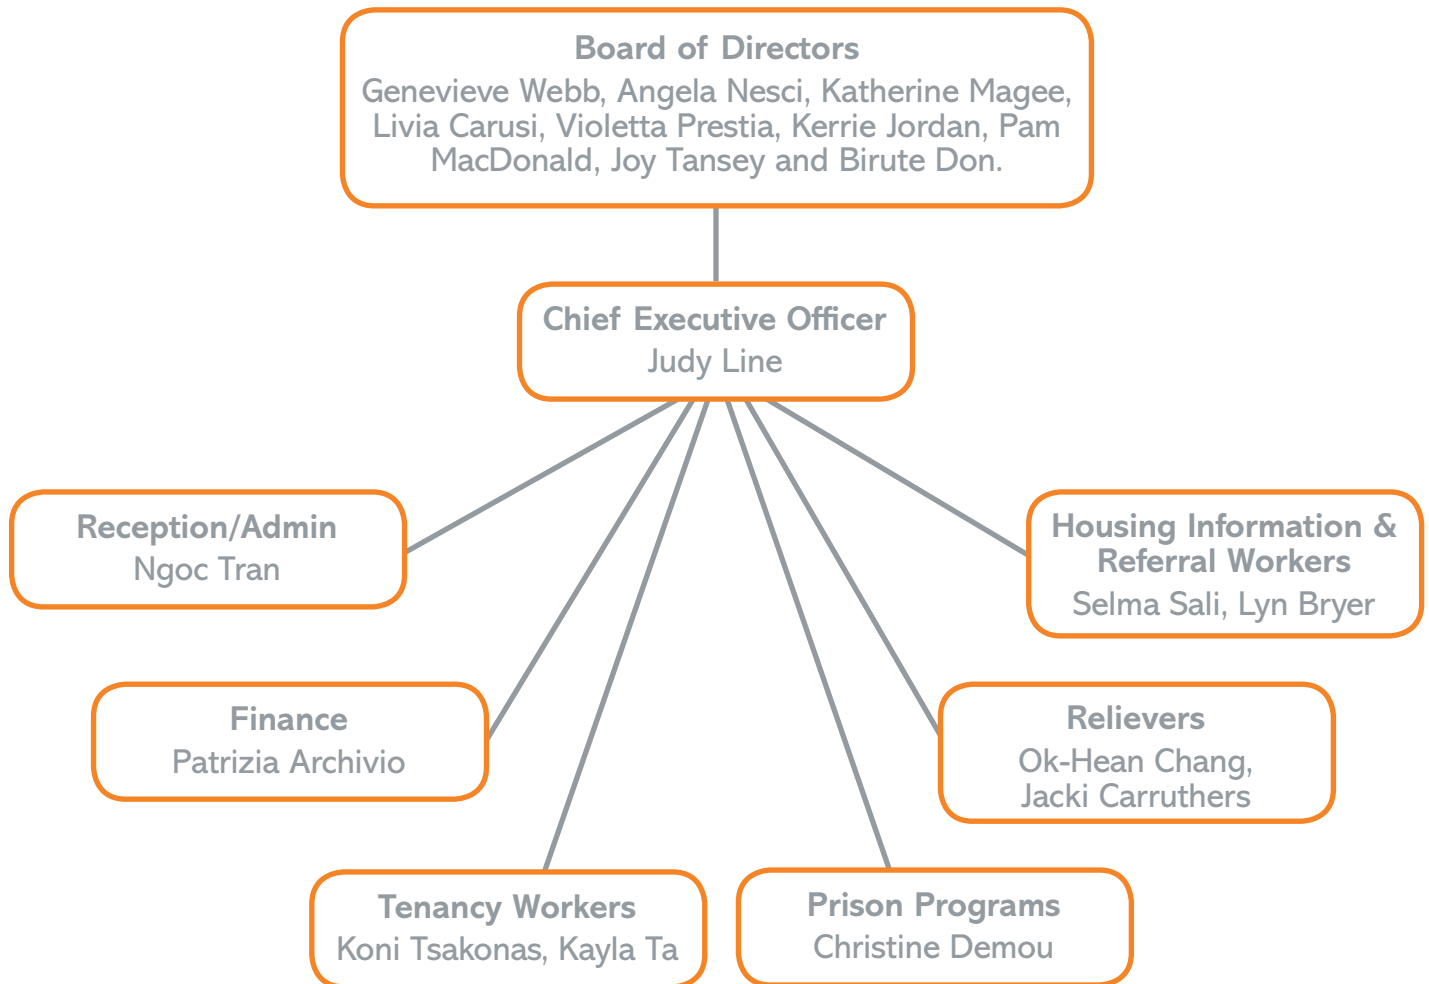 Board of Directors
Genevieve Webb, Angela Nesci, Katherine Magee,
Livia Carusi, Violetta Prestia, Kerrie Jordan, Pam
MacDonald, Joy Tansey and Birute Don.
Chief Executive Officer
Judy Line
Reception/Admin
Ngoc Tran
Housing Information &
Referral Workers
Selma Sali, Lyn Bryer
Finance
Patrizia Archivio
Relievers
Ok-Hean Chang,
Jacki Carruthers
Tenancy Workers
Koni Tsakonas, Kayla Ta
Prison Programs
Christine Demou